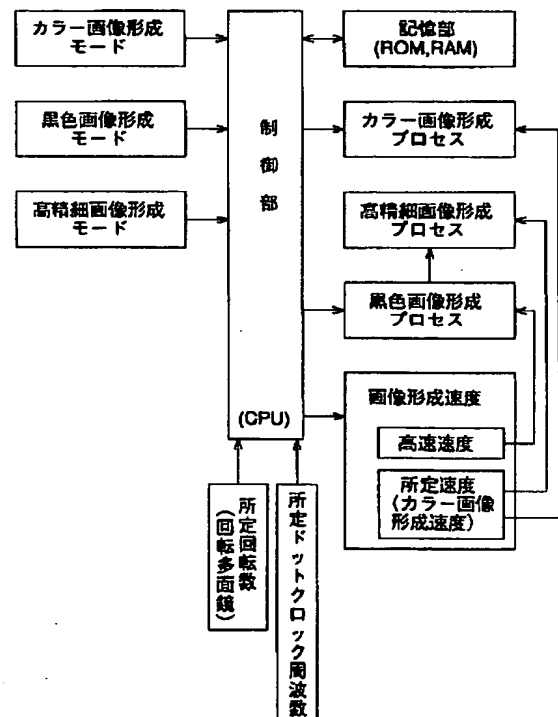 カラー画像形成
モード
黒色画像形成
モード
高精細画像形成
モード
制御部
(CPU)
記憶部
(ROM,RAM)
カラー画像形成
プロセス
高精細画像形成
プロセス
黒色画像形成
プロセス
画像形成速度
高速速度
所定速度
(カラー画像
形成速度)
所定回転数
(回転多面鏡)
所定ドットクロック周波数